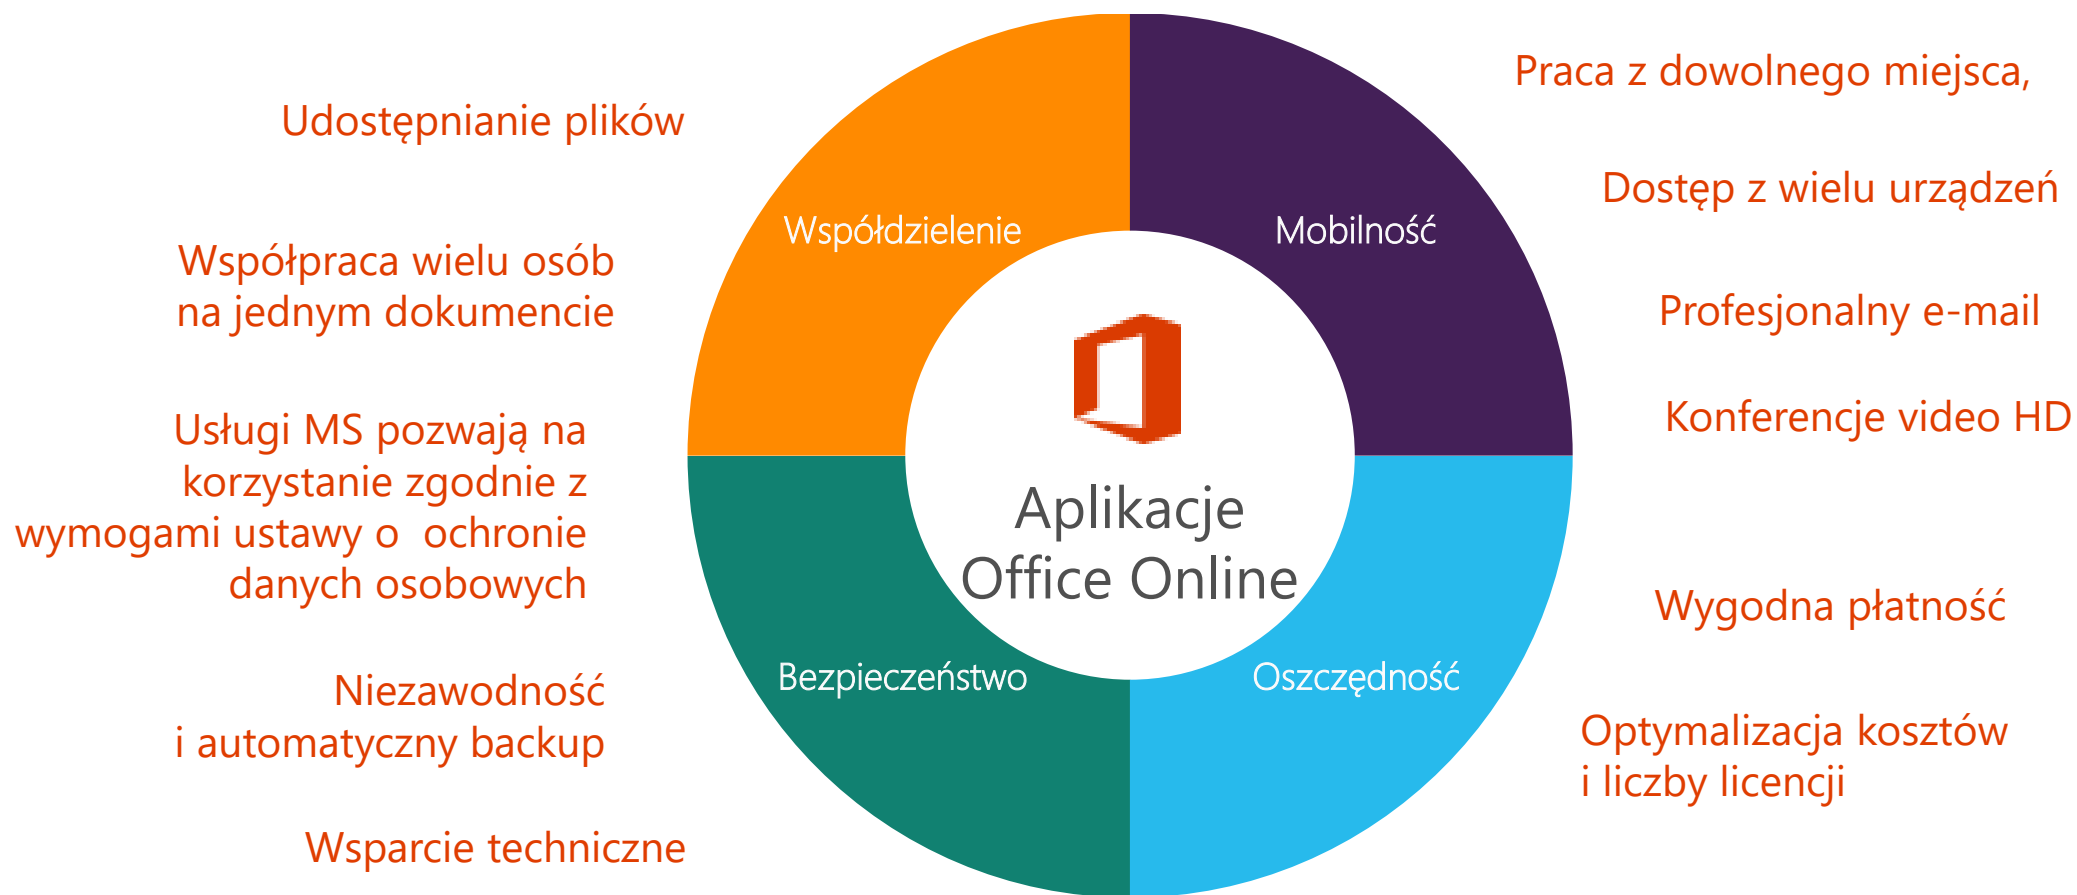 Udostępnianie plików
Współpraca wielu osób
na jednym dokumencie
Usługi MS pozwają na
korzystanie zgodnie z
wymogami ustawy o  ochronie
danych osobowych
Niezawodność
i automatyczny backup
Wsparcie techniczne
Współdzielenie
Mobilność
Aplikacje
Office Online
Bezpieczeństwo
Oszczędność
Praca z dowolnego miejsca,
Dostęp z wielu urządzeń
Profesjonalny e-mail
Konferencje video HD
Wygodna płatność
Optymalizacja kosztów
i liczby licencji